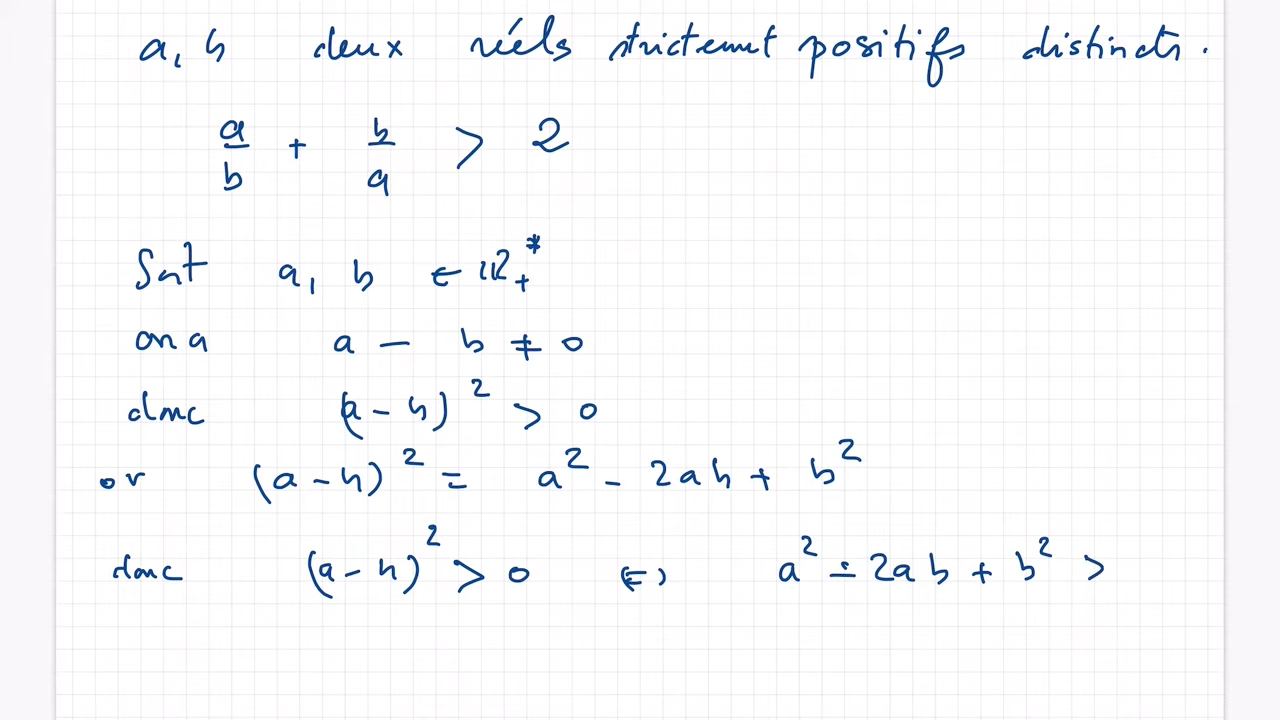 a, b deux réels strictement positifs distincts.
a/b + b/a > 2
Soit a, b ∈ ℝ₊*
on a a - b ≠ 0
donc (a - b)² > 0
or (a - b)² = a² - 2ab + b²
donc (a - b)² > 0 ⇔ a² - 2ab + b² >